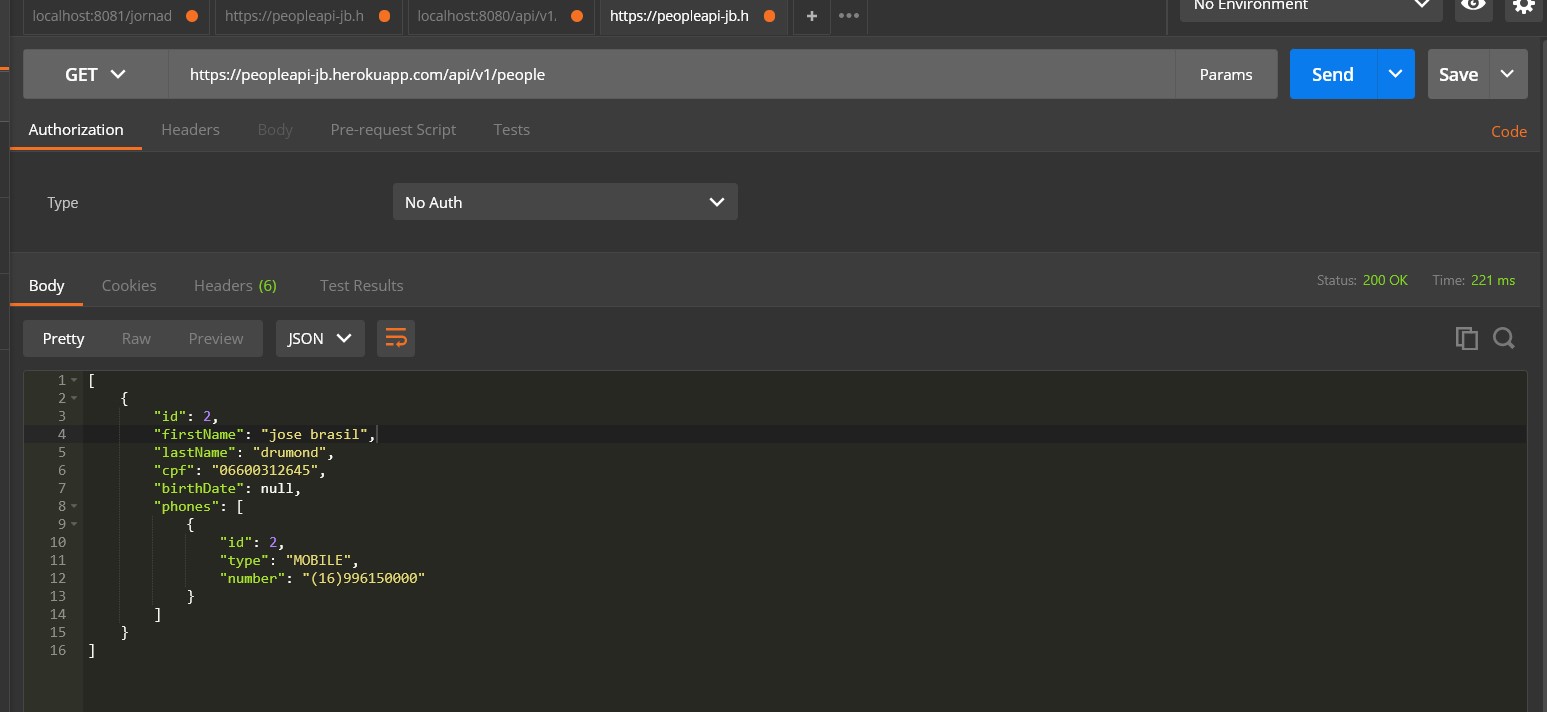 localhost:8081/jornad https://peopleapi-jb.h localhost:8080/api/v1. https://peopleapi-jb.h + ••• No Environment
GET https://peopleapi-jb.herokuapp.com/api/v1/people Params Send Save
Authorization Headers Body Pre-request Script Tests Code
Type No Auth
Body Cookies Headers (6) Test Results Status: 200 OK Time: 221 ms
Pretty Raw Preview JSON
1 [
2 {
3 "id": 2,
4 "firstName": "jose brasil",
5 "lastName": "drumond",
6 "cpf": "06600312645",
7 "birthDate": null,
8 "phones": [
9 {
10 "id": 2,
11 "type": "MOBILE",
12 "number": "(16)996150000"
13 }
14 ]
15 }
16 ]